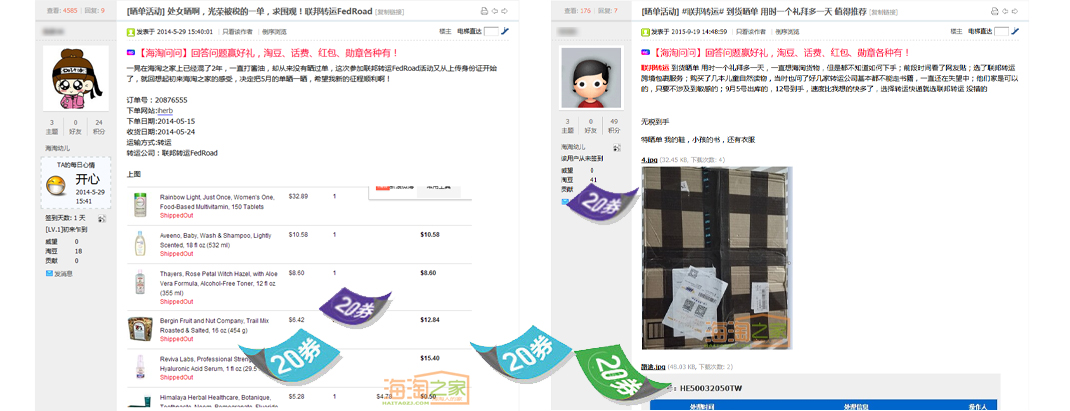 查看: 4585 | 回复: 9
[晒单活动] 处女晒啊，光荣被税的一单，求围观！联邦转运FedRoad [复制链接]
发表于 2014-5-29 15:40:01 | 只看该作者 | 倒序浏览
楼主 电梯直达
【海淘问问】回答问题赢好礼，淘豆、话费、红包、勋章各种有！
一晃在海淘之家上已经混了2年，一直打酱油，却从来没有晒过单，这次参加联邦转运FedRoad活动又从上传身份证开始
了，就回想起初来海淘之家的感受，决定把5月的单晒一晒，希望我新的征程顺利啊！
订单号：20876555
下单网站:iherb
下单日期:2014-05-15
收货日期:2014-05-24
运输方式:转运
转运公司：联邦转运FedRoad
上图
3 0 24
主题 好友 积分
海淘幼儿
TA的每日心情
开心
2014-5-29
15:41
签到天数: 1 天
[LV.1]初来乍到
威望 0
淘豆 18
贡献 0
发消息
Rainbow Light, Just Once, Women's One, $32.89 1
Food-Based Multivitamin, 150 Tablets
ShippedOut
Aveeno, Baby, Wash & Shampoo, Lightly $10.58 1 $10.58
Scented, 18 fl oz (532 ml)
ShippedOut
Thayers, Rose Petal Witch Hazel, with Aloe $8.60 1 $8.60
Vera Formula, Alcohol-Free Toner, 12 fl oz
(355 ml)
ShippedOut
Bergin Fruit and Nut Company, Trail Mix $6.42 $12.84
Roasted & Salted, 16 oz (454 g)
ShippedOut
Reviva Labs, Professional $15.40
Hyaluronic Acid Serum, 1 fl oz (29.5
ShippedOut
Himalaya Herbal Healthcare, Botanique, $5.28 1 $4.78 $0.50
20券
20券
海淘之家
HAITAOZJ.COM
查看: 176 | 回复: 7
[晒单活动] #联邦转运# 到货晒单 用时一个礼拜多一天 值得推荐 [复制链接]
发表于 2015-9-19 14:48:59 | 只看该作者 | 倒序浏览
楼主 电梯直达
【海淘问问】回答问题赢好礼，淘豆、话费、红包、勋章各种有！
联邦转运 到货晒单 用时一个礼拜多一天，一直想海淘货物，但是都不知道如何下手；前段时间看了网友贴；选了联邦转运
跨境包裹服务；购买了几本儿童自然读物，当时也问了好几家转运公司基本都不能走书籍，一直还在失望中；他们家是可以
的，只要不涉及到敏感的；9月5号出库的，12号到手，速度比我想的快多了，选择转运快递就选联邦转运 没错的
无税到手
特晒单 我的鞋，小孩的书，还有衣服
4.jpg (32.45 KB, 下载次数: 4)
3 0 49
主题 好友 积分
海淘幼儿
该用户从未签到
威望 0
淘豆 41
贡献
20券
海淘之家
20券
20券
.jpg (48.03 KB, 下载次数: 2)
: HE50032050TW
处理时间 处理信息 操作人